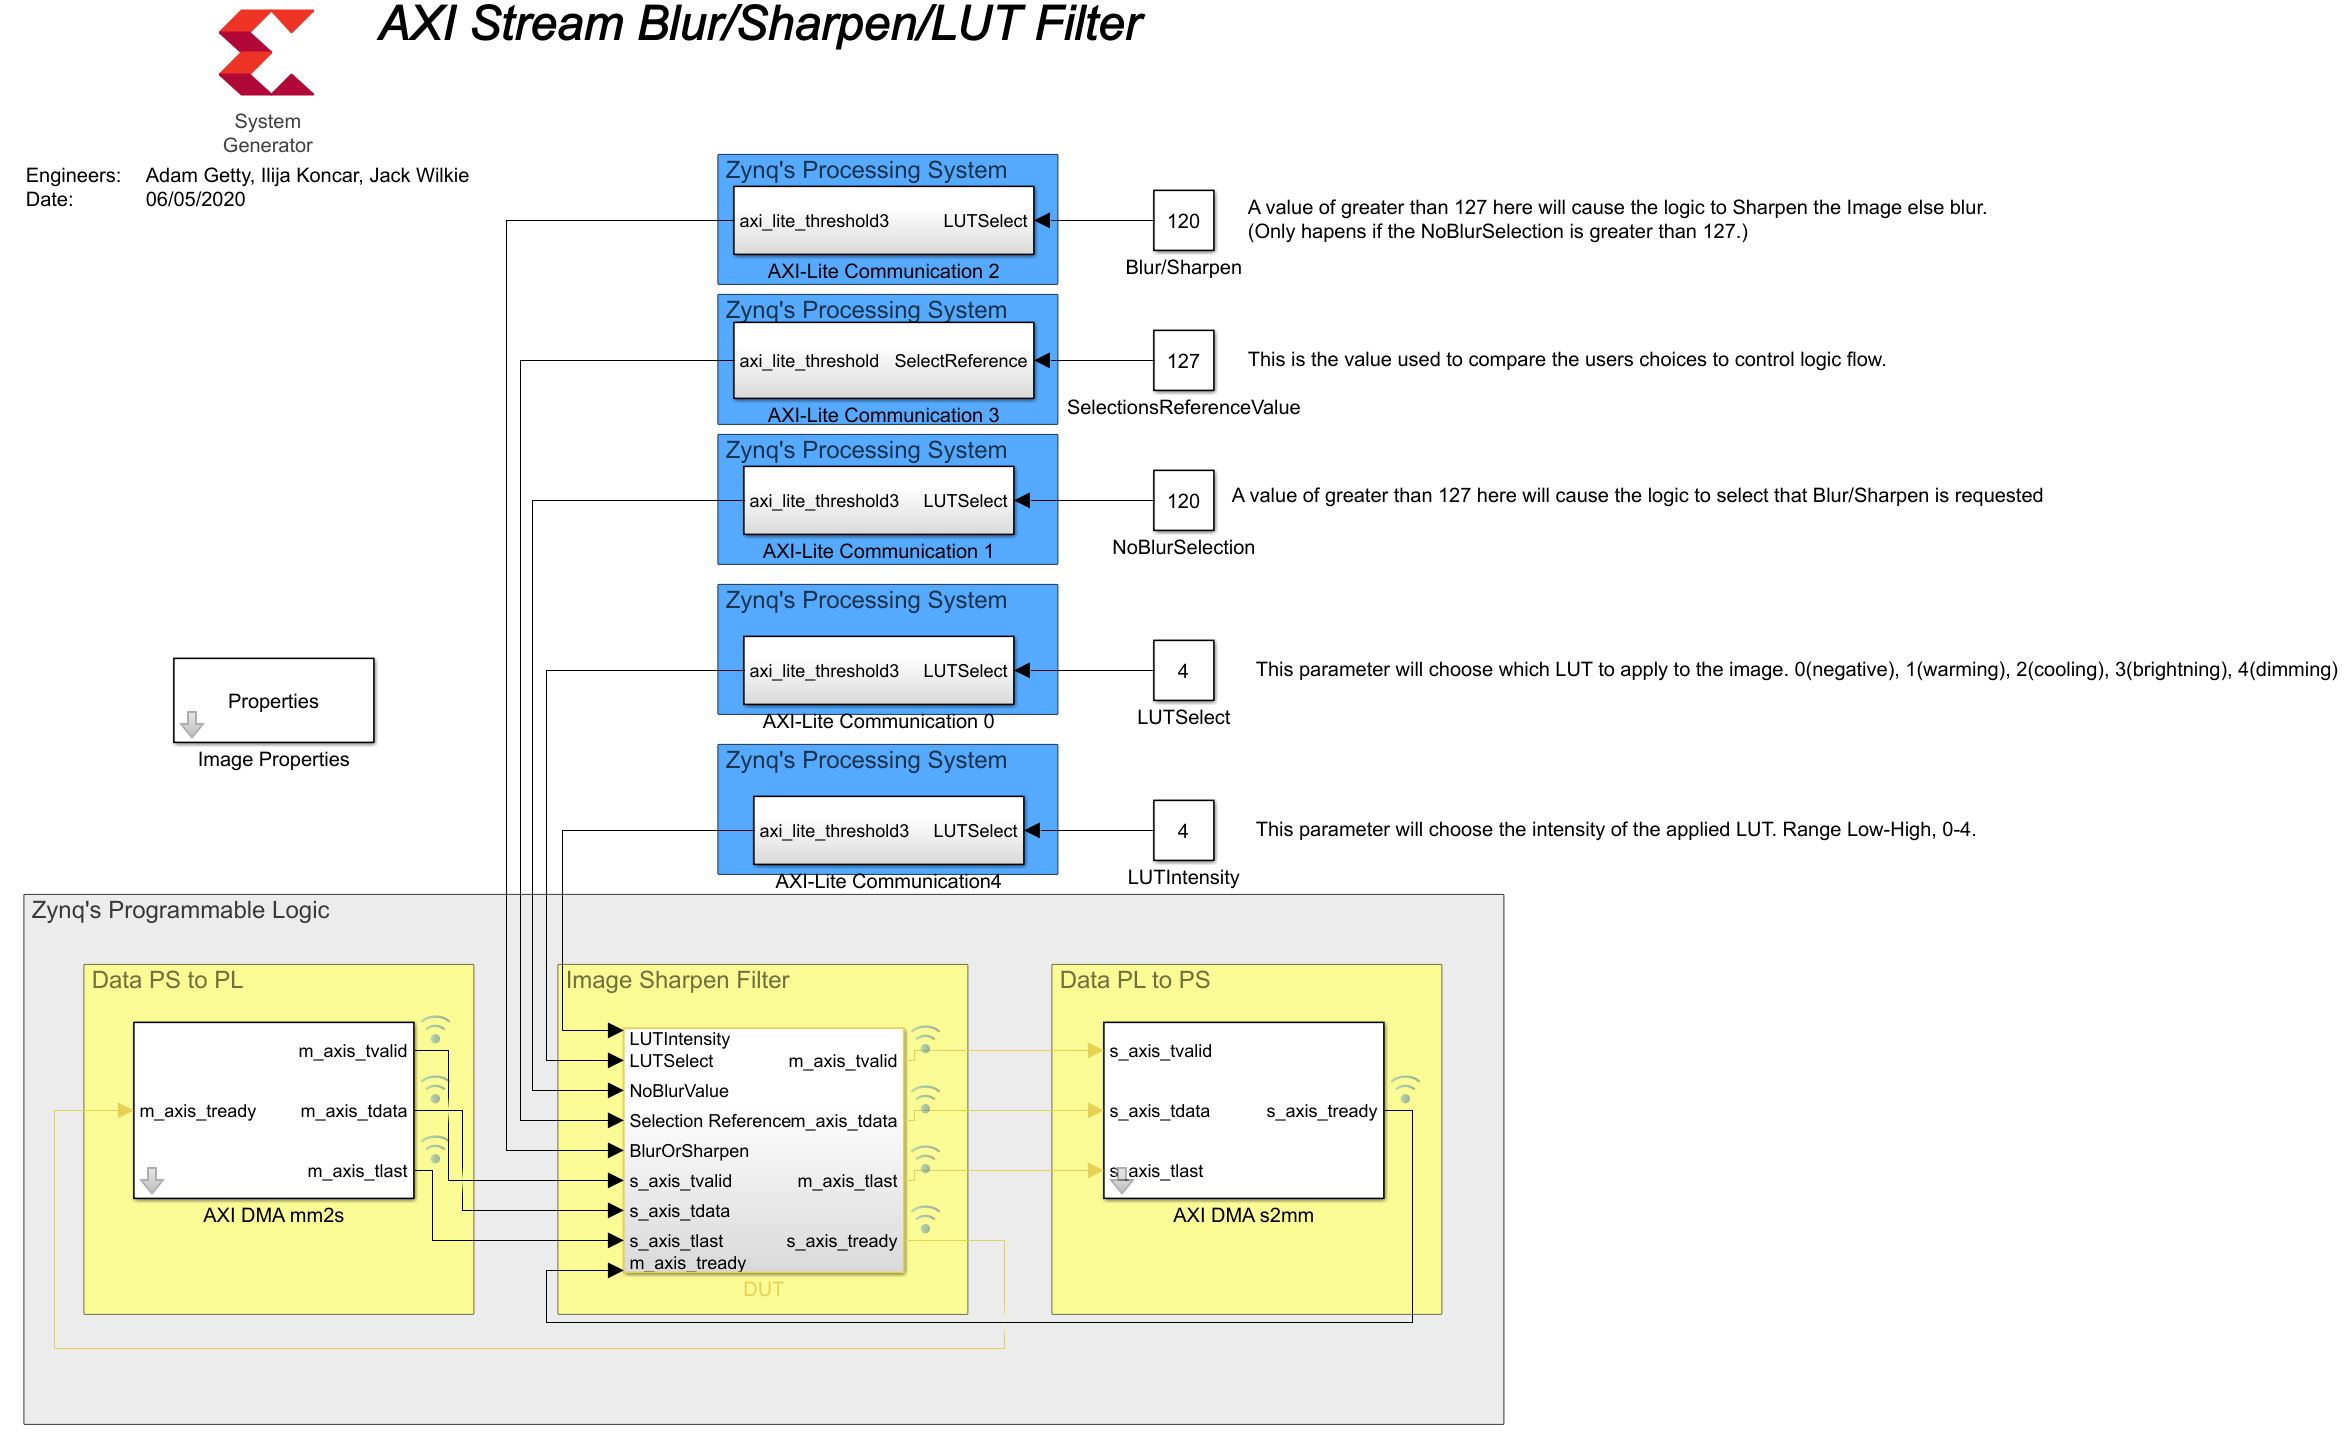 AXI Stream Blur/Sharpen/LUT Filter
System
Generator
Engineers: Adam Getty, Ilija Koncar, Jack Wilkie
Date: 06/05/2020
Zynq's Processing System
axi_lite_threshold3 LUTSelect
AXI-Lite Communication 2
120
Blur/Sharpen
A value of greater than 127 here will cause the logic to Sharpen the Image else blur.
(Only hapens if the NoBlurSelection is greater than 127.)
Zynq's Processing System
axi_lite_threshold SelectReference
AXI-Lite Communication 3
127
SelectionsReferenceValue
This is the value used to compare the users choices to control logic flow.
Zynq's Processing System
axi_lite_threshold3 LUTSelect
AXI-Lite Communication 1
120
NoBlurSelection
A value of greater than 127 here will cause the logic to select that Blur/Sharpen is requested
Zynq's Processing System
axi_lite_threshold3 LUTSelect
AXI-Lite Communication 0
4
LUTSelect
This parameter will choose which LUT to apply to the image. 0(negative), 1(warming), 2(cooling), 3(brightning), 4(dimming)
Properties
Image Properties
Zynq's Processing System
axi_lite_threshold3 LUTSelect
AXI-Lite Communication4
4
LUTIntensity
This parameter will choose the intensity of the applied LUT. Range Low-High, 0-4.
Zynq's Programmable Logic
Data PS to PL
m_axis_tvalid
m_axis_tready m_axis_tdata
m_axis_tlast
AXI DMA mm2s
Image Sharpen Filter
LUTIntensity
LUTSelect m_axis_tvalid
NoBlurValue
Selection Reference m_axis_tdata
BlurOrSharpen
s_axis_tvalid m_axis_tlast
s_axis_tdata
s_axis_tlast s_axis_tready
m_axis_tready
DUT
Data PL to PS
s_axis_tvalid
s_axis_tdata s_axis_tready
s_axis_tlast
AXI DMA s2mm